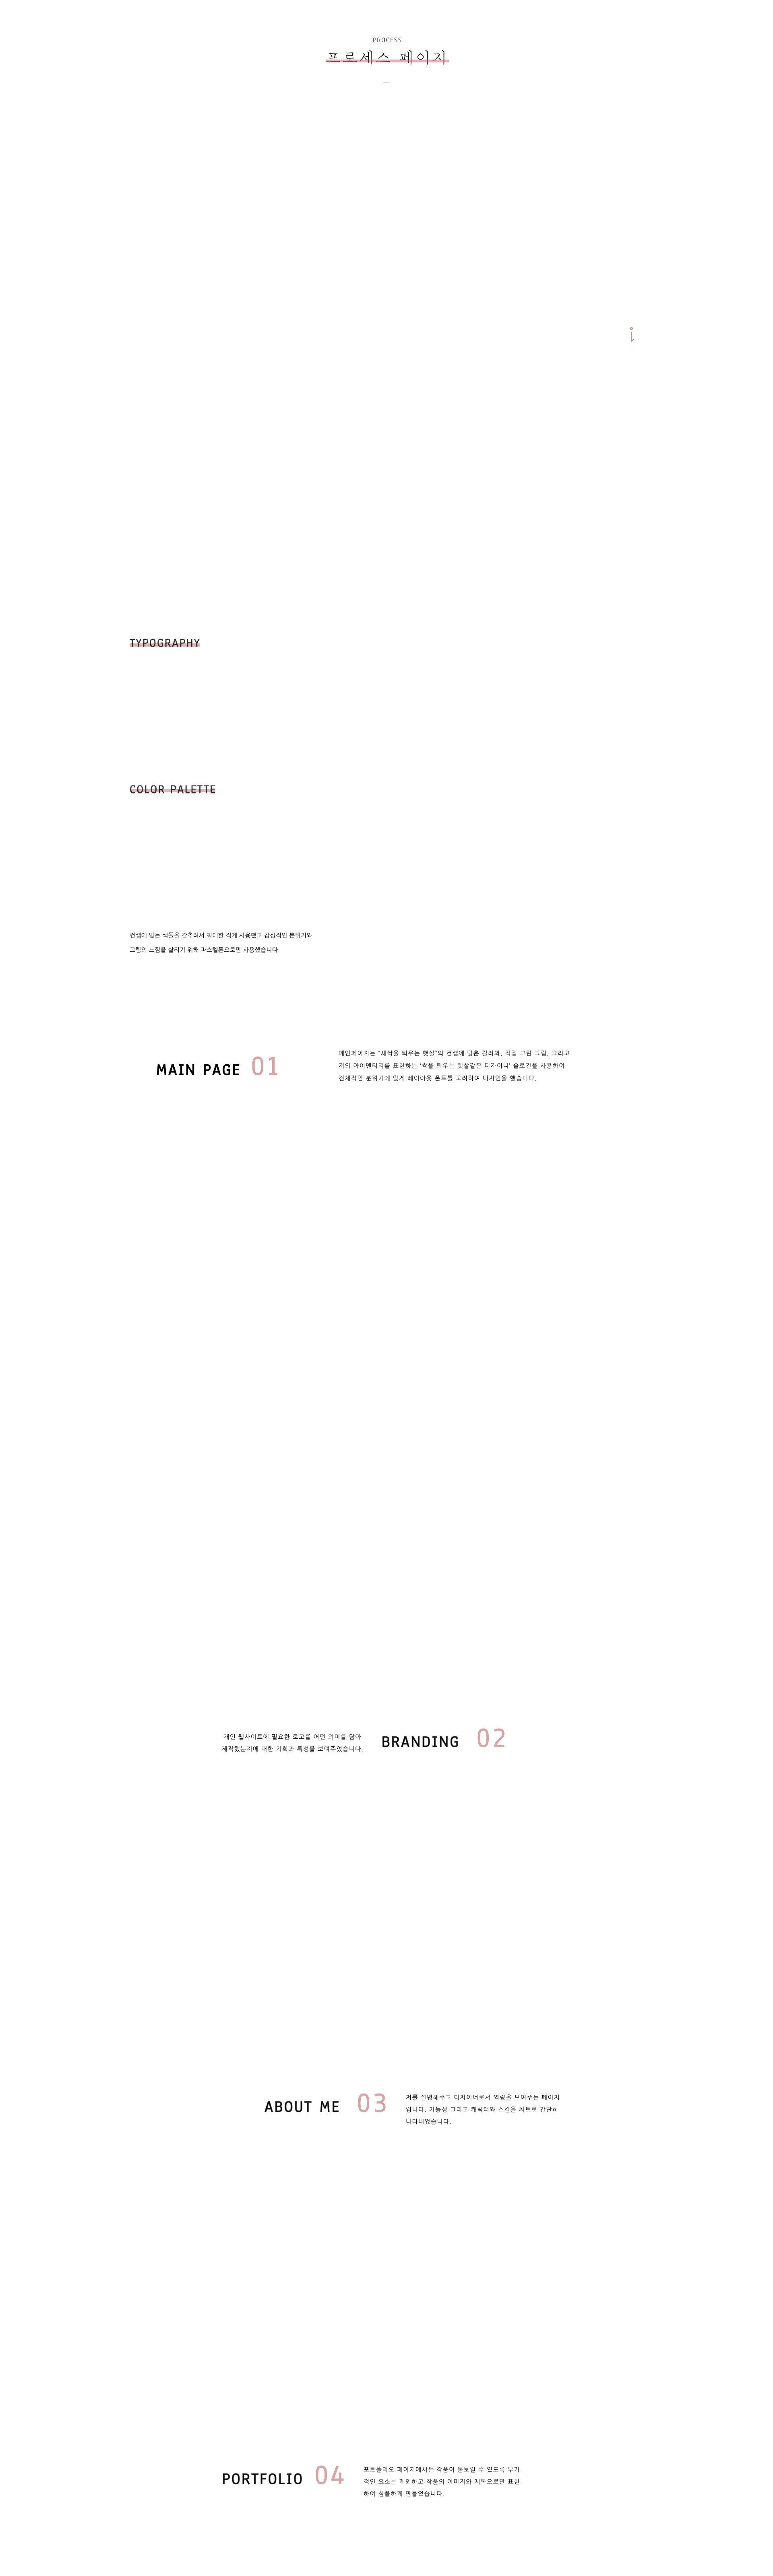 PROCESS
프로세스 페이지
TYPOGRAPHY
COLOR PALETTE
컨셉에 맞는 색들을 간추려서 최대한 적게 사용했고 감성적인 분위기와
그림의 느낌을 살리기 위해 파스텔톤으로만 사용했습니다.
MAIN PAGE 01
메인페이지는 "새싹을 틔우는 햇살"의 컨셉에 맞춘 컬러와, 직접 그린 그림, 그리고
저의 아이덴티티를 표현하는 '싹을 틔우는 햇살같은 디자이너' 슬로건을 사용하여
전체적인 분위기에 맞게 레이아웃 폰트를 고려하여 디자인을 했습니다.
개인 웹사이트에 필요한 로고를 어떤 의미를 담아
제작했는지에 대한 기획과 특성을 보여주었습니다.
BRANDING 02
ABOUT ME 03
저를 설명해주고 디자이너로서 역량을 보여주는 페이지
입니다. 가능성 그리고 캐릭터와 스킬을 차트로 간단히
나타내었습니다.
PORTFOLIO 04
포트폴리오 페이지에서는 작품이 돋보일 수 있도록 부가
적인 요소는 제외하고 작품의 이미지와 제목으로만 표현
하여 심플하게 만들었습니다.